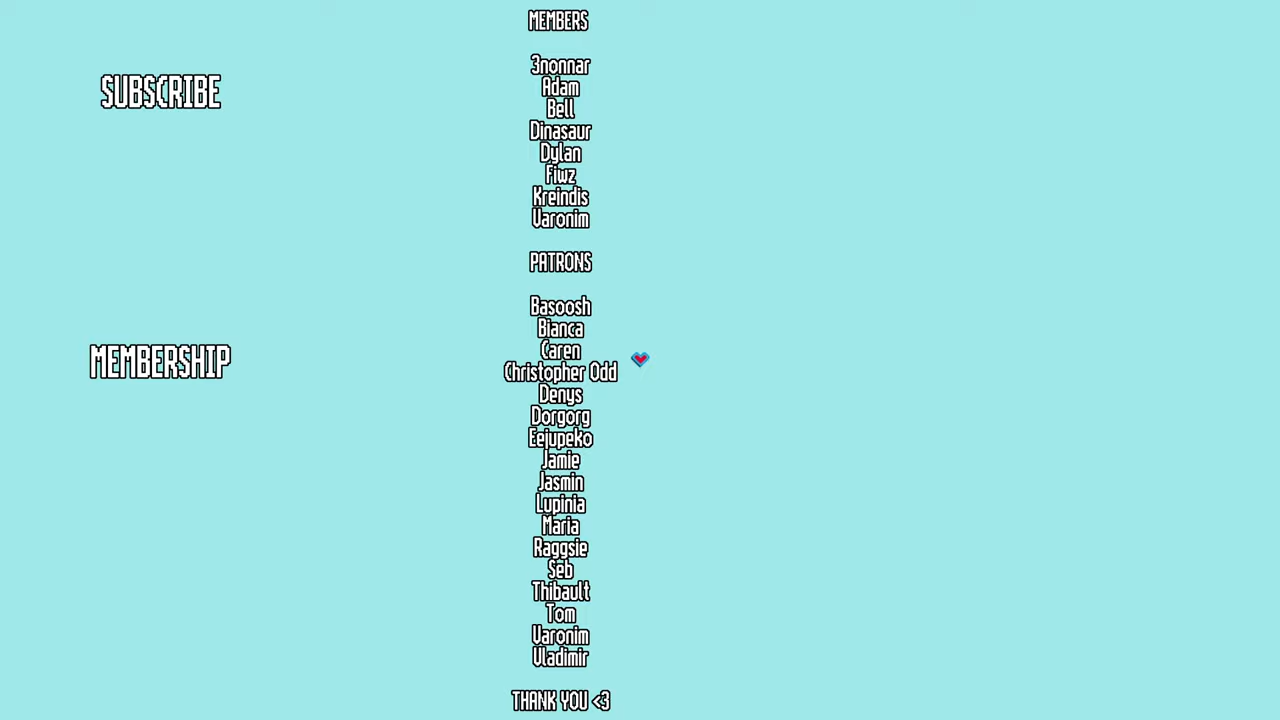 SUBSCRIBE
MEMBERSHIP
MEMBERS
3nonnar
Adam
Bell
Dinasaur
Dylan
Fiwz
Kreindis
Varonim
PATRONS
Basoosh
Bianca
Caren
Christopher Odd
Denys
Dorgorg
Eejupeko
Jamie
Jasmin
Lupinia
Maria
Raggsie
Seb
Thibault
Tom
Varonim
Vladimir
THANK YOU <3